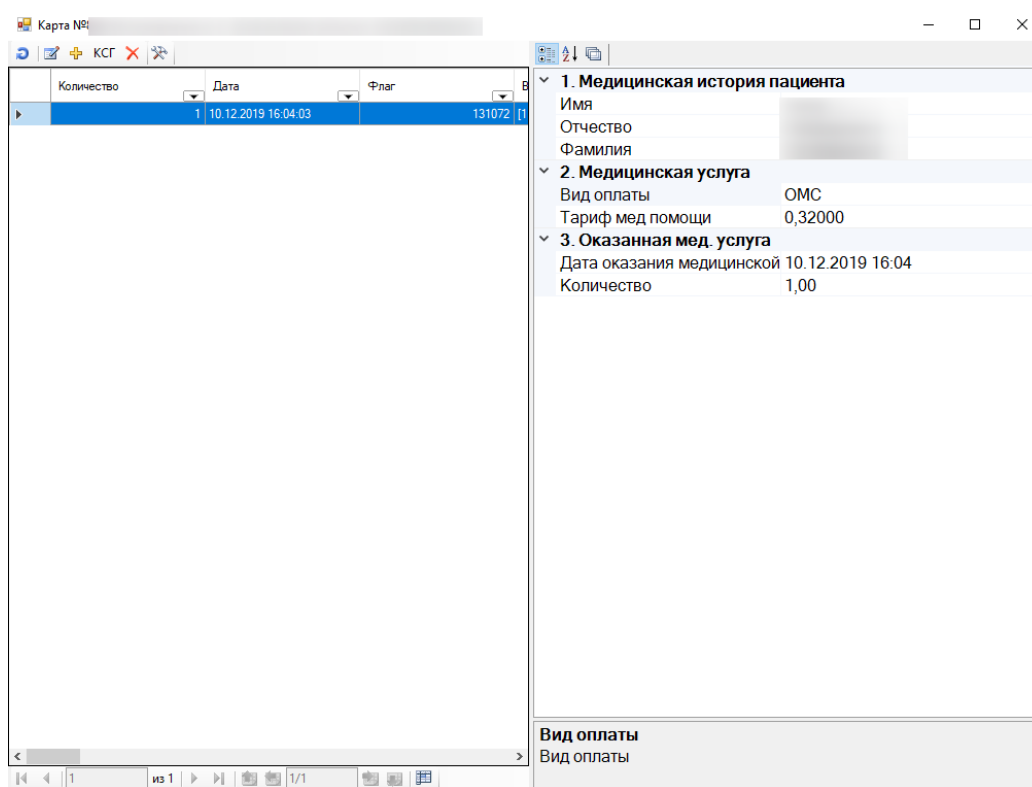 Карта №
КСГ
Количество Дата Флаг В
1 10.12.2019 16:04:03 131072 [1
1. Медицинская история пациента
Имя
Отчество
Фамилия
2. Медицинская услуга
Вид оплаты ОМС
Тариф мед помощи 0,32000
3. Оказанная мед. услуга
Дата оказания медицинской 10.12.2019 16:04
Количество 1,00
Вид оплаты
Вид оплаты
1 из 1 1/1